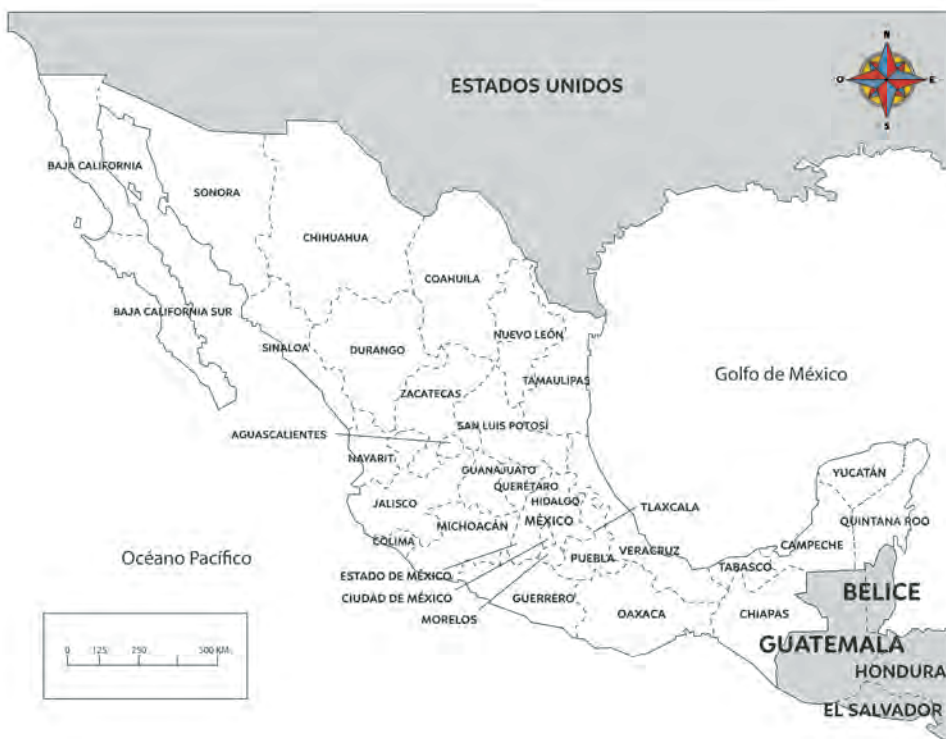 N
ESTADOS UNIDOS
O
E
S
BAJA CALIFORNIA
SONORA
CHIHUAHUA
COAHUILA
BAJA CALIFORNIA SUR
NUEVO LEÓN
SINALOA
DURANGO
TAMAULIPAS
Golfo de México
ZACATECAS
SAN LUIS POTOSÍ
AGUASCALIENTES
NAYARIT
GUANAJUATO
YUCATÁN
QUERÉTARO
HIDALGO
JALISCO
TLAXCALA
MICHOACÁN
MÉXICO
QUINTANA ROO
COLIMA
CAMPECHE
Océano Pacífico
PUEBLA
VERACRUZ
TABASCO
ESTADO DE MÉXICO
BELICE
CIUDAD DE MÉXICO
GUERRERO
MORELOS
OAXACA
CHIAPAS
GUATEMALA
0 125 250 500 KM.
HONDURA
EL SALVADOR